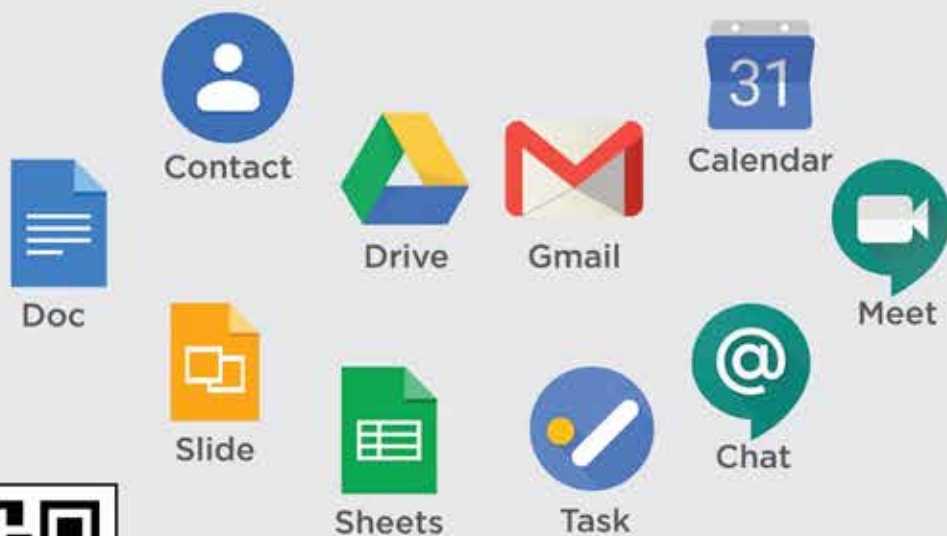 31
Contact
Calendar
Drive
Gmail
Doc
Meet
@
Slide
Chat
Sheets
Task